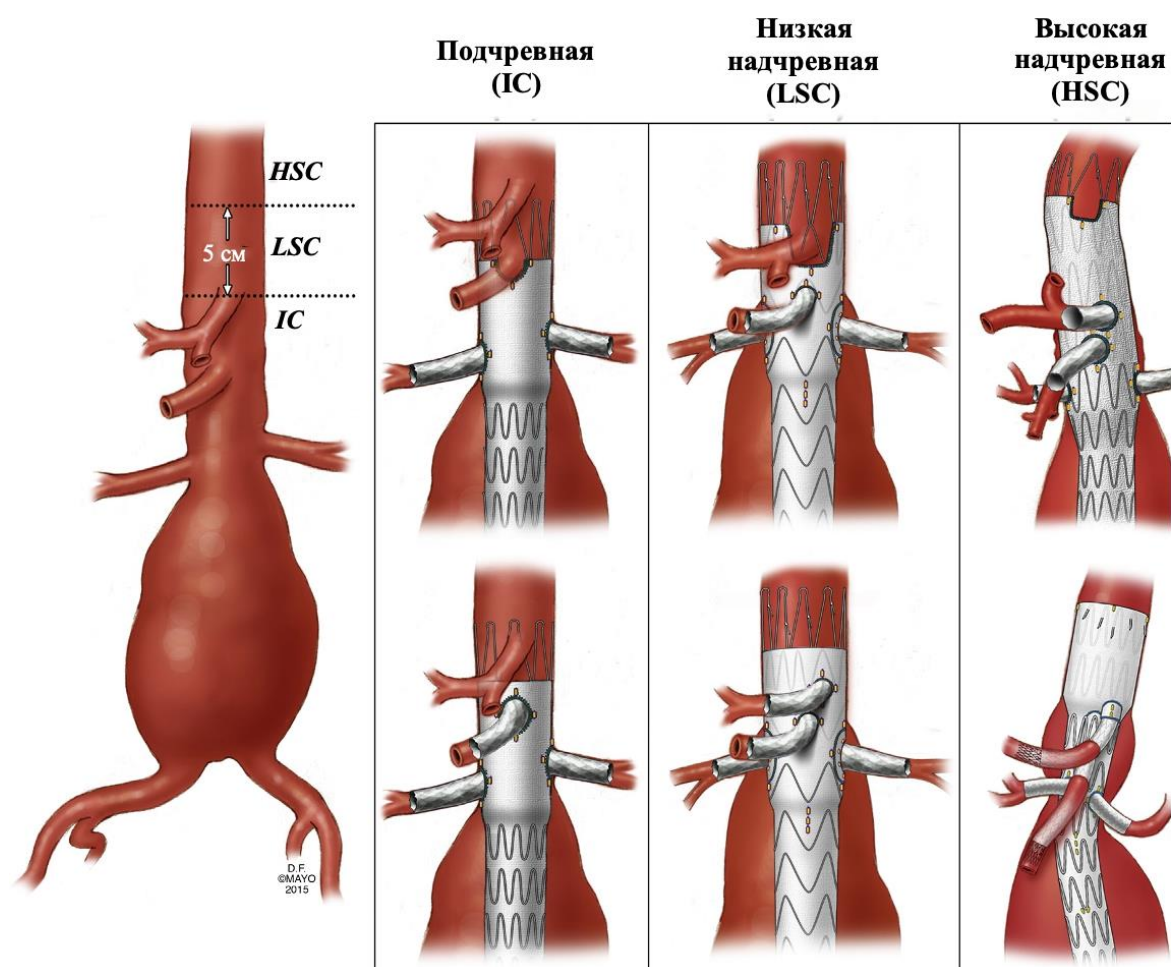 Подчревная
(IC)
Низкая
надчревная
(LSC)
Высокая
надчревная
(HSC)
HSC
5 см
LSC
IC
D.F.
©MAYO
2015